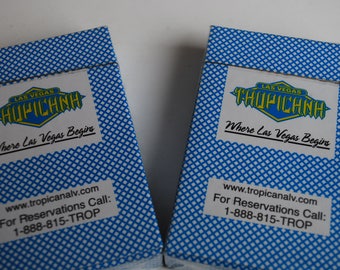 LAS VEGAS
TROPICANA
Where Las Vegas Begins
www.tropicanalv.com
For Reservations Call:
1-888-815-TROP
LAS VEGAS
TROPICANA
Where Las Vegas Begins
www.tropicanalv.com
For Reservations Call:
1-888-815-TROP